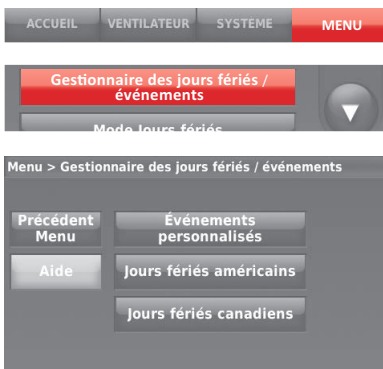 ACCUEIL VENTILATEUR SYSTÈME MENU
Gestionnaire des jours fériés /
événements
Mode Jours fériés
Menu > Gestionnaire des jours fériés / événements
Précédent
Menu
Événements
personnalisés
Aide
Jours fériés américains
Jours fériés canadiens